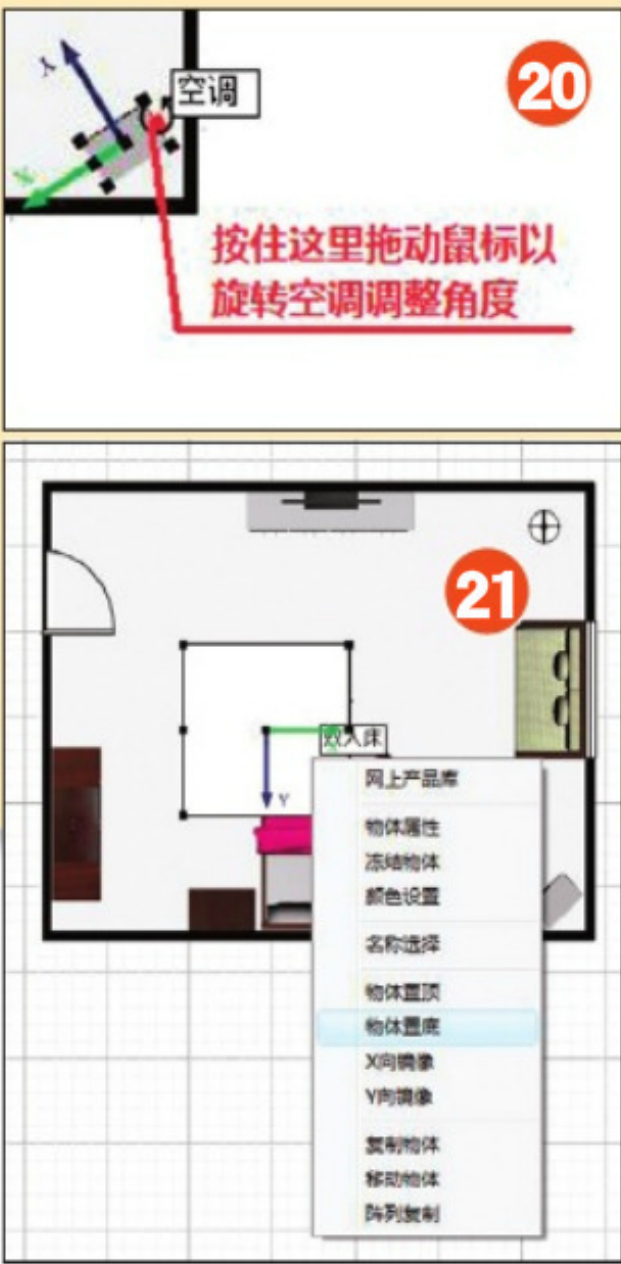 20
Y
空调
X
按住这里拖动鼠标以
旋转空调调整角度
21
双人床
Y
网上产品库
物体属性
冻结物体
颜色设置
名称选择
物体置顶
物体置底
X向镜像
Y向镜像
复制物体
移动物体
阵列复制